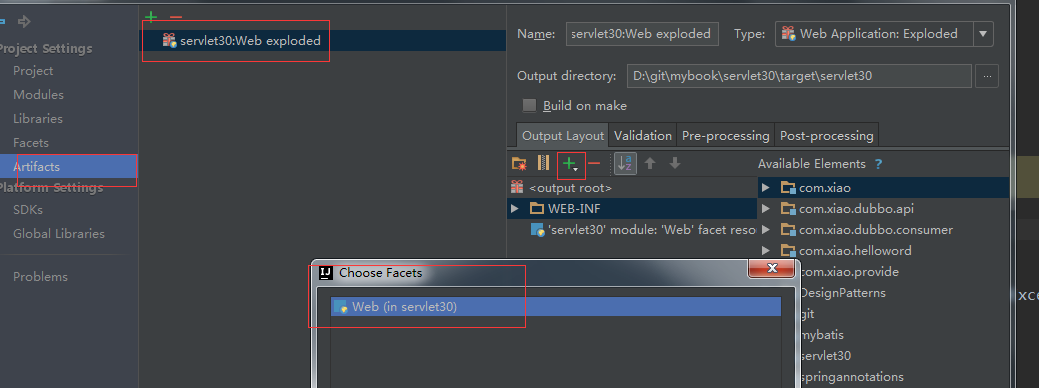 Project Settings
Project
Modules
Libraries
Facets
Artifacts
Platform Settings
SDKs
Global Libraries
Problems
servlet30:Web exploded
Name: servlet30:Web exploded Type: Web Application: Exploded
Output directory: D:\git\mybook\servlet30\target\servlet30 ...
Build on make
Output Layout Validation Pre-processing Post-processing
Available Elements ?
<output root>
WEB-INF
'servlet30' module: 'Web' facet reso
com.xiao
com.xiao.dubbo.api
com.xiao.dubbo.consumer
com.xiao.helloword
com.xiao.provide
DesignPatterns
git
mybatis
servlet30
springannotations
Choose Facets
Web (in servlet30)
xce